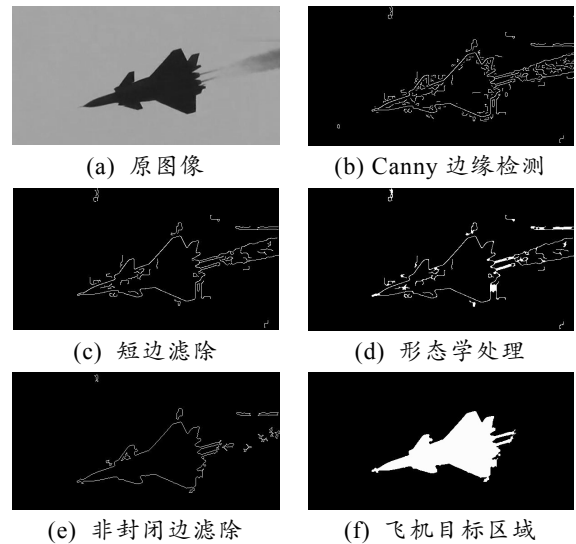 (a) 原图像
(b) Canny 边缘检测
(c) 短边滤除
(d) 形态学处理
(e) 非封闭边滤除
(f) 飞机目标区域